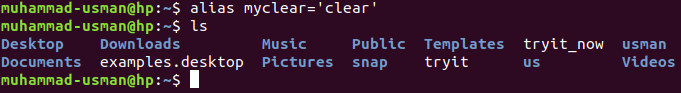 muhammad-usman@hp:~$ alias myclear='clear'
muhammad-usman@hp:~$ ls
Desktop Downloads Music Public Templates tryit_now usman
Documents examples.desktop Pictures snap tryit us Videos
muhammad-usman@hp:~$